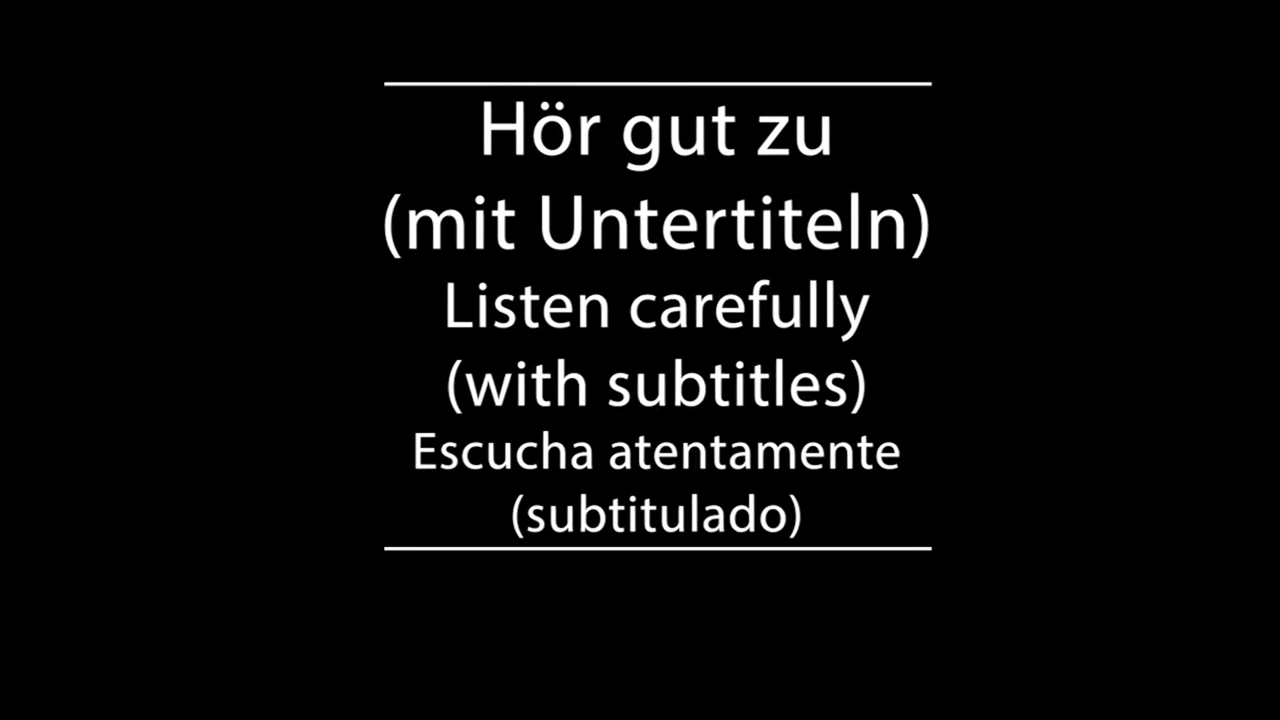 Hör gut zu
(mit Untertiteln)
Listen carefully
(with subtitles)
Escucha atentamente
(subtitulado)